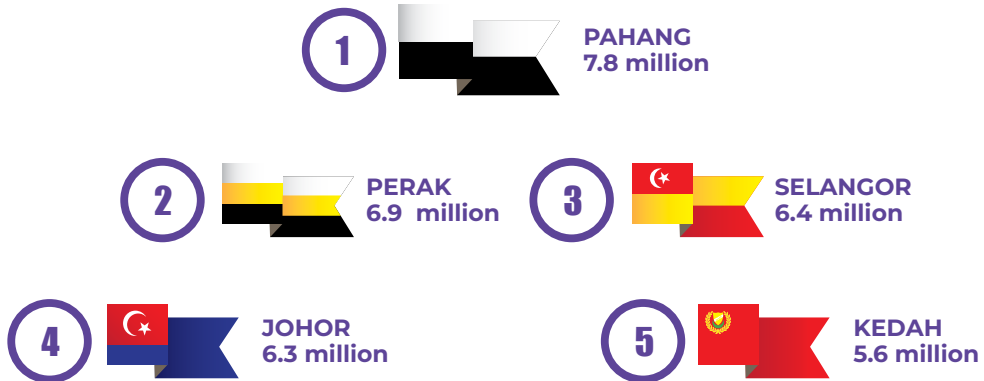 1
PAHANG
7.8 million
2
PERAK
6.9 million
3
SELANGOR
6.4 million
4
JOHOR
6.3 million
5
KEDAH
5.6 million